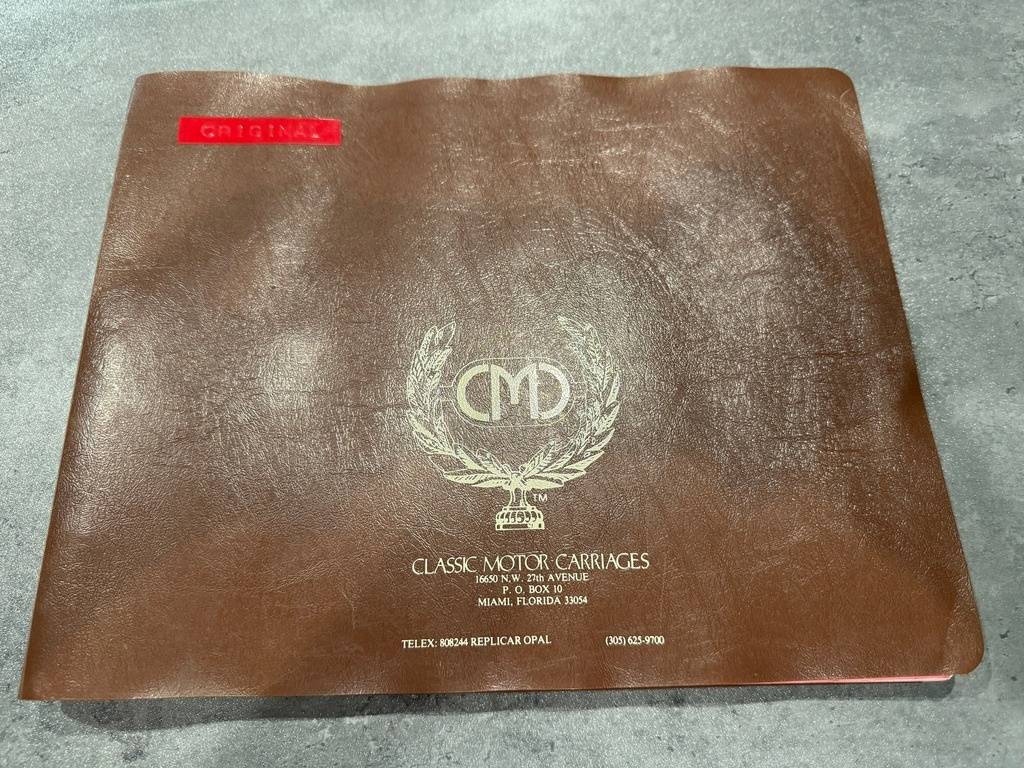 ORIGINAL
CMC
TM
CLASSIC MOTOR CARRIAGES
16650 N.W. 27th AVENUE
P. O. BOX 10
MIAMI, FLORIDA 33054
TELEX: 808244 REPLICAR OPAL (305) 625-9700